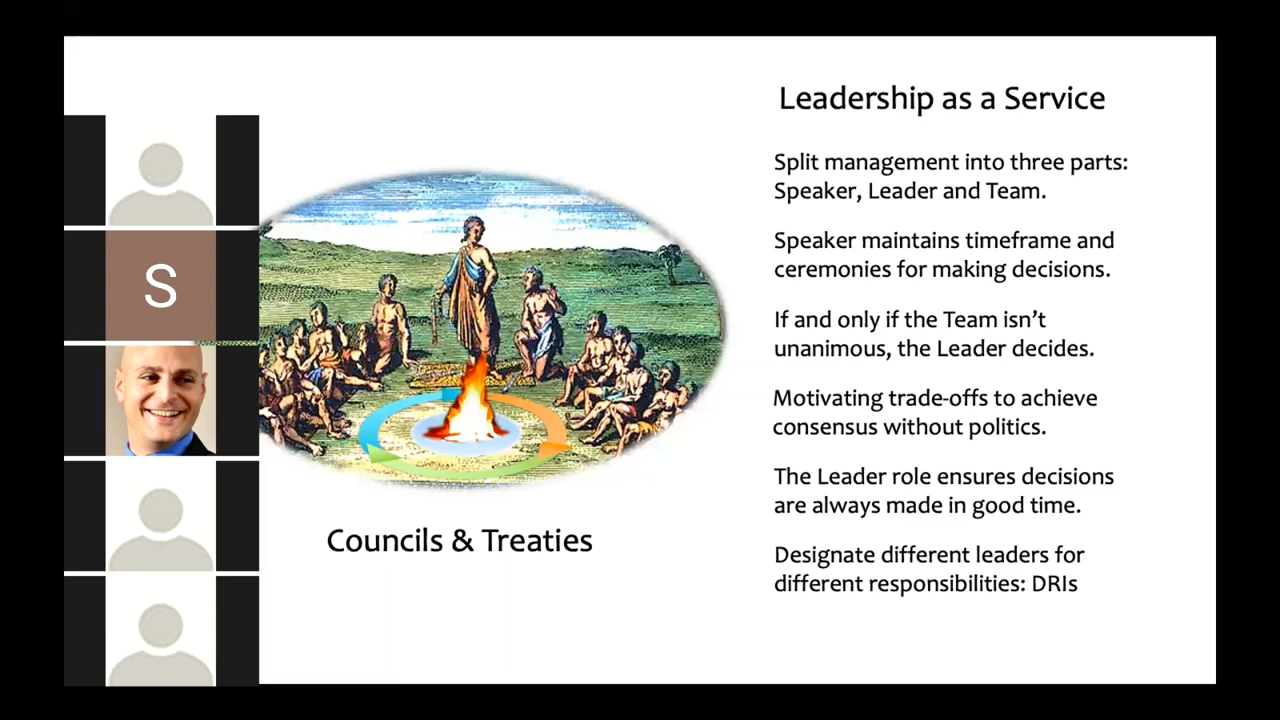 Leadership as a Service
Split management into three parts:
Speaker, Leader and Team.
Speaker maintains timeframe and
ceremonies for making decisions.
If and only if the Team isn’t
unanimous, the Leader decides.
Motivating trade-offs to achieve
consensus without politics.
The Leader role ensures decisions
are always made in good time.
Designate different leaders for
different responsibilities: DRIs
S
Councils & Treaties